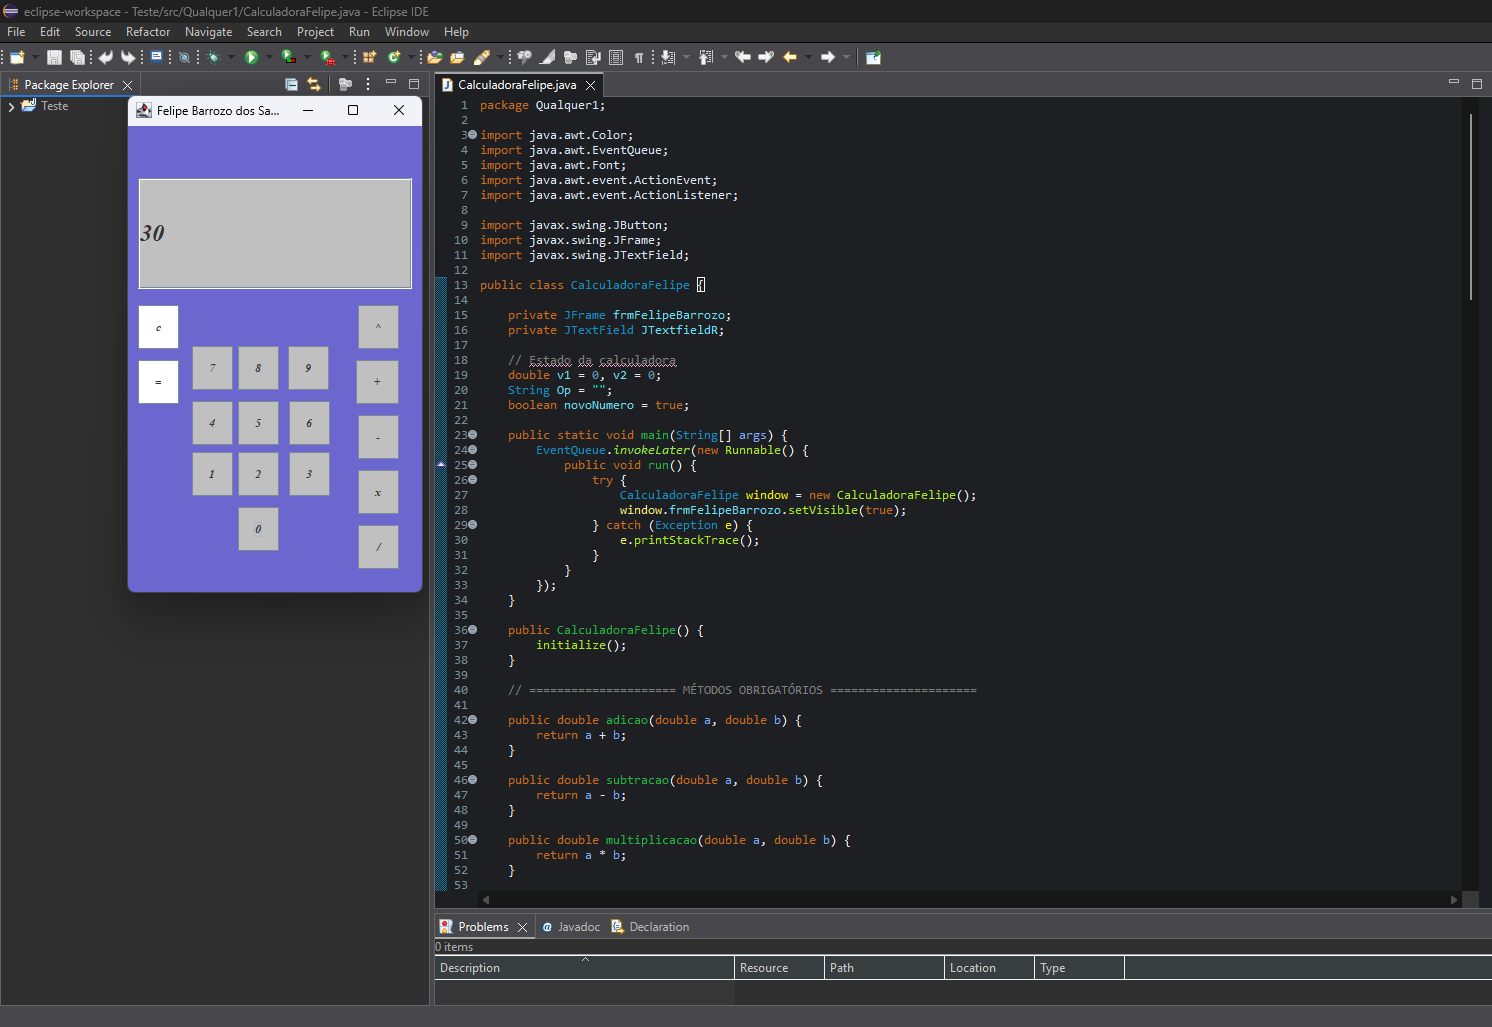 eclipse-workspace - Teste/src/Qualquer1/CalculadoraFelipe.java - Eclipse IDE
File Edit Source Refactor Navigate Search Project Run Window Help
Package Explorer
Teste
Felipe Barrozo dos Sa...
30
c
^
7 8 9
=
+
4 5 6
-
1 2 3
x
0
/
CalculadoraFelipe.java
1 package Qualquer1;
2
3 import java.awt.Color;
4 import java.awt.EventQueue;
5 import java.awt.Font;
6 import java.awt.event.ActionEvent;
7 import java.awt.event.ActionListener;
8
9 import javax.swing.JButton;
10 import javax.swing.JFrame;
11 import javax.swing.JTextField;
12
13 public class CalculadoraFelipe {
14
15 private JFrame frmFelipeBarrozo;
16 private JTextField JTextfieldR;
17
18 // Estado da calculadora
19 double v1 = 0, v2 = 0;
20 String Op = "";
21 boolean novoNumero = true;
22
23 public static void main(String[] args) {
24 EventQueue.invokeLater(new Runnable() {
25 public void run() {
26 try {
27 CalculadoraFelipe window = new CalculadoraFelipe();
28 window.frmFelipeBarrozo.setVisible(true);
29 } catch (Exception e) {
30 e.printStackTrace();
31 }
32 }
33 });
34 }
35
36 public CalculadoraFelipe() {
37 initialize();
38 }
39
40 // ===================== MÉTODOS OBRIGATÓRIOS =====================
41
42 public double adicao(double a, double b) {
43 return a + b;
44 }
45
46 public double subtracao(double a, double b) {
47 return a - b;
48 }
49
50 public double multiplicacao(double a, double b) {
51 return a * b;
52 }
53
Problems Javadoc Declaration
0 items
Description Resource Path Location Type